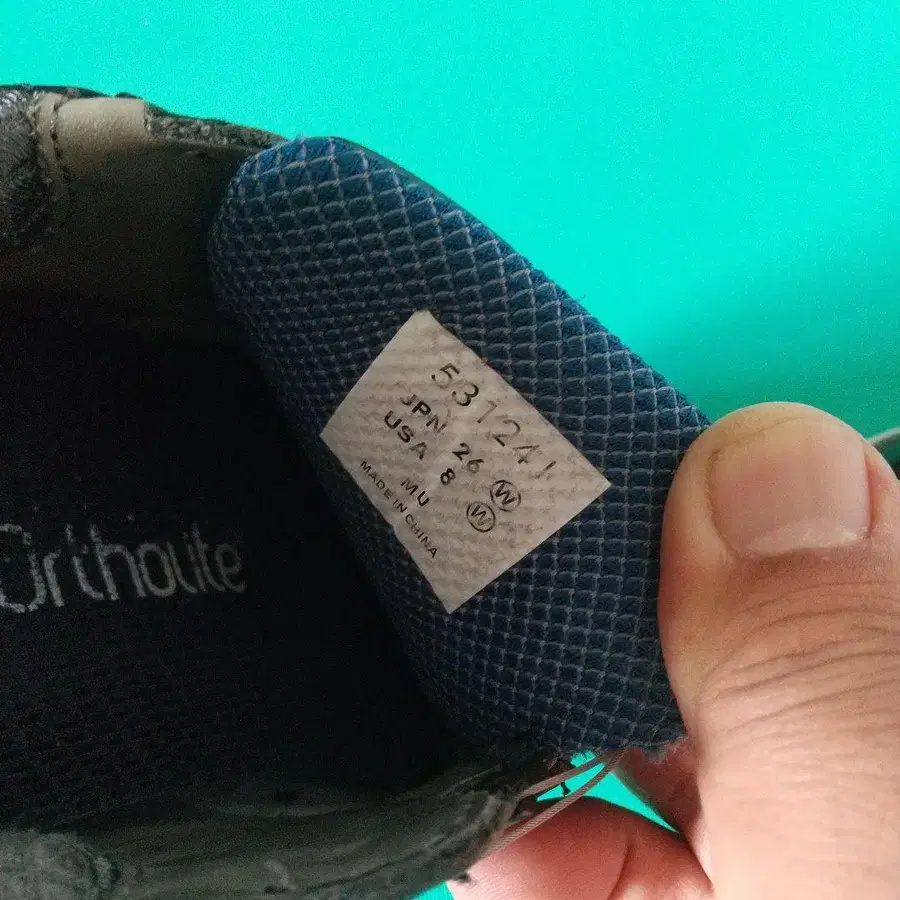 531241
JPN 26 W
USA 8 W
MU
MADE IN CHINA
Ortholite